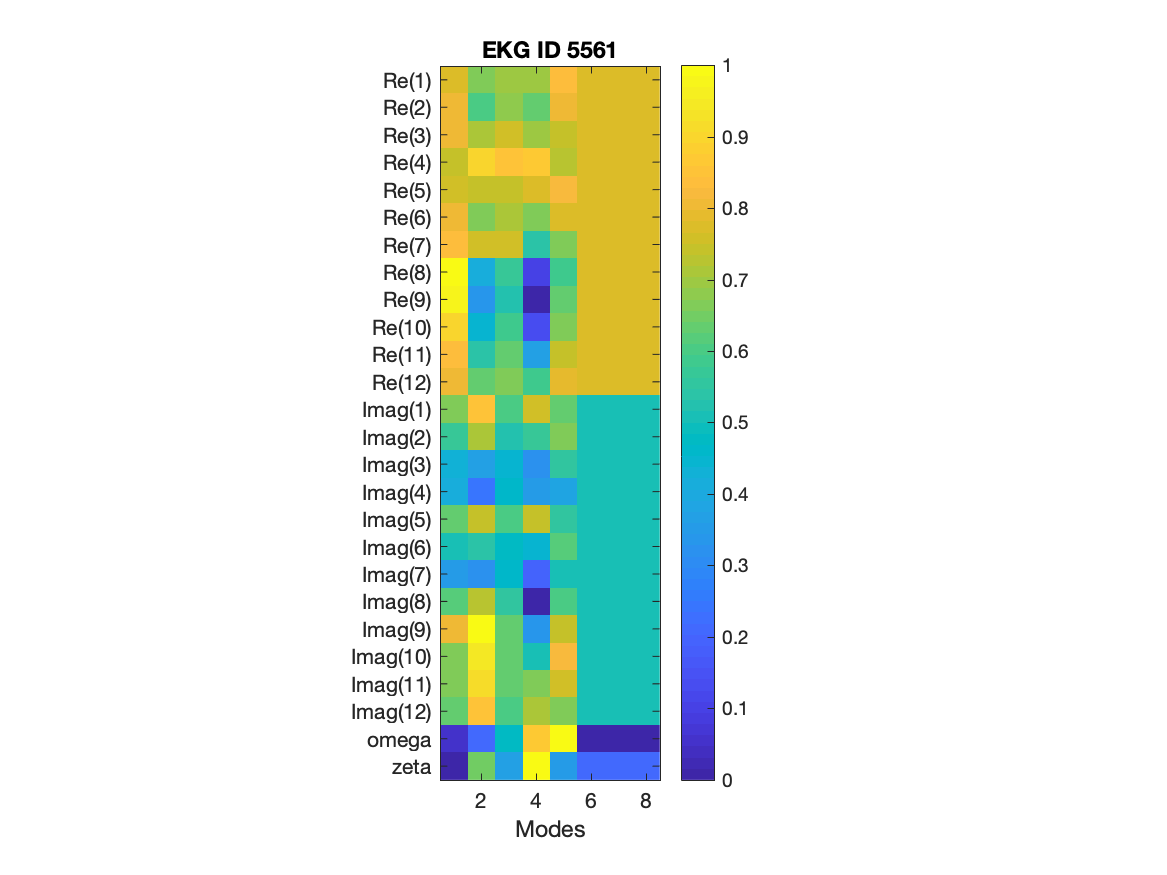 EKG ID 5561
Re(1)
Re(2)
Re(3)
Re(4)
Re(5)
Re(6)
Re(7)
Re(8)
Re(9)
Re(10)
Re(11)
Re(12)
Imag(1)
Imag(2)
Imag(3)
Imag(4)
Imag(5)
Imag(6)
Imag(7)
Imag(8)
Imag(9)
Imag(10)
Imag(11)
Imag(12)
omega
zeta
2 4 6 8
Modes
1
0.9
0.8
0.7
0.6
0.5
0.4
0.3
0.2
0.1
0